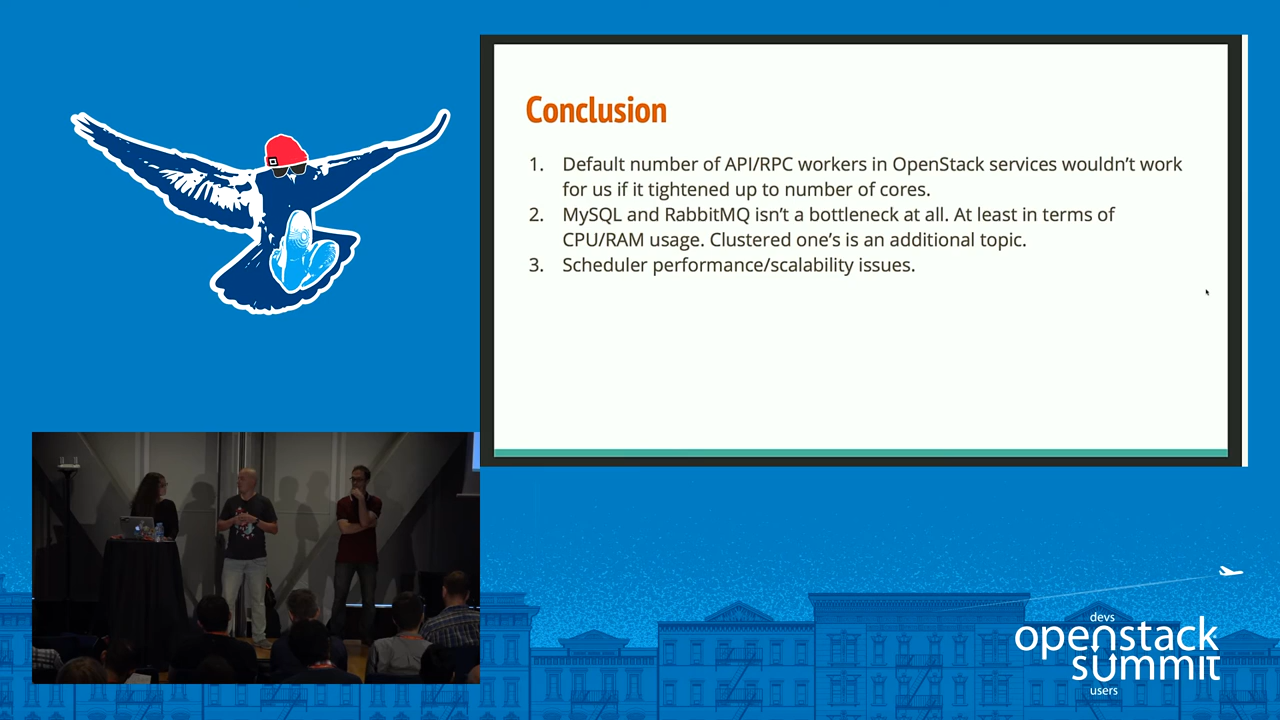 Conclusion
1. Default number of API/RPC workers in OpenStack services wouldn't work
for us if it tightened up to number of cores.
2. MySQL and RabbitMQ isn't a bottleneck at all. At least in terms of
CPU/RAM usage. Clustered one's is an additional topic.
3. Scheduler performance/scalability issues.
devs
openstack
summit
users